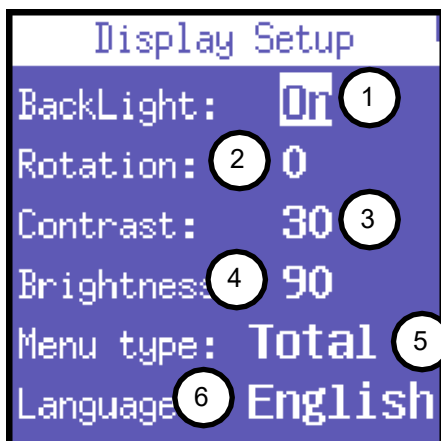 Display Setup
BackLight: On 1
Rotation: 2 0
Contrast: 30 3
Brightness 4 90
Menu type: Total 5
Language 6 English